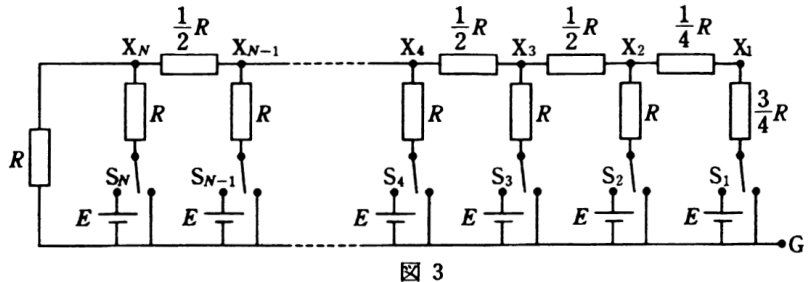 1/2 R 1/2 R 1/2 R 1/4 R
X_N X_{N-1} X_4 X_3 X_2 X_1
R R R R R R 3/4 R
S_N S_{N-1} S_4 S_3 S_2 S_1
E E E E E E
G
図 3